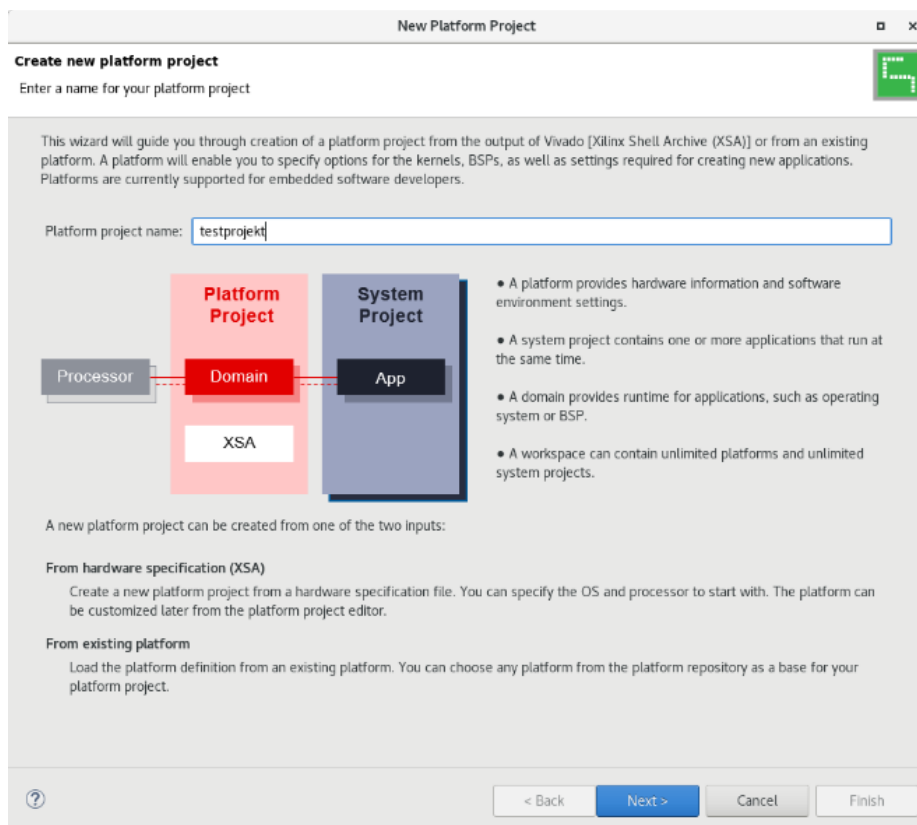 New Platform Project
Create new platform project
Enter a name for your platform project
This wizard will guide you through creation of a platform project from the output of Vivado [Xilinx Shell Archive (XSA)] or from an existing
platform. A platform will enable you to specify options for the kernels, BSPs, as well as settings required for creating new applications.
Platforms are currently supported for embedded software developers.
Platform project name: testprojekt
Platform
Project
System
Project
Processor
Domain
App
XSA
● A platform provides hardware information and software
environment settings.
● A system project contains one or more applications that run at
the same time.
● A domain provides runtime for applications, such as operating
system or BSP.
● A workspace can contain unlimited platforms and unlimited
system projects.
A new platform project can be created from one of the two inputs:
From hardware specification (XSA)
Create a new platform project from a hardware specification file. You can specify the OS and processor to start with. The platform can
be customized later from the platform project editor.
From existing platform
Load the platform definition from an existing platform. You can choose any platform from the platform repository as a base for your
platform project.
?
< Back
Next >
Cancel
Finish